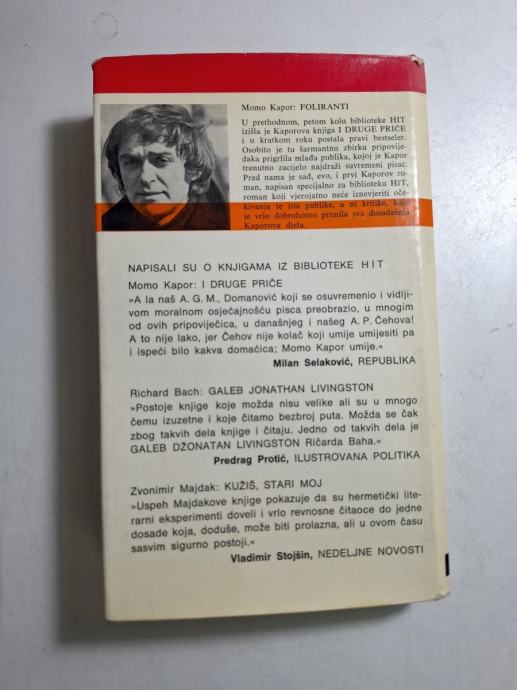 Momo Kapor: FOLIRANTI
U prethodnom, petom kolu biblioteke HIT
izišla je Kaporova knjiga I DRUGE PRIČE
i u kratkom roku postala pravi bestseler.
Osobito je tu šarmantnu zbirku pripovije-
daka prigrlila mlađa publika, kojoj je Kapor
trenutno zacijelo najdraži suvremeni pisac.
Pred nama je sad, evo, i prvi Kaporov ro-
man, napisan specijalno za biblioteku HIT,
roman koji vjerojatno neće iznevjeriti oče-
kivanja te iste publike, a ni kritike, koja
je vrlo dobrohotno primila sva dosadašnja
Kaporova djela.
NAPISALI SU O KNJIGAMA IZ BIBLIOTEKE HIT
Momo Kapor: I DRUGE PRIČE
»A la naš A. G. M., Domanović koji se osuvremenio i vidlji-
vom moralnom osjećajnošću pisca preobrazio, u mnogim
od ovih pripoviječica, u današnjeg i našeg A. P. Čehova!
A to nije lako, jer Čehov nije kolač koji umije umijesiti pa
i ispeći bilo kakva domaćica; Momo Kapor umije.«
Milan Selaković, REPUBLIKA
Richard Bach: GALEB JONATHAN LIVINGSTON
»Postoje knjige koje možda nisu velike ali su u mnogo
čemu izuzetne i koje čitamo bezbroj puta. Možda se čak
zbog takvih dela knjige i čitaju. Jedno od takvih dela je
GALEB DŽONATAN LIVINGSTON Ričarda Baha.«
Predrag Protić, ILUSTROVANA POLITIKA
Zvonimir Majdak: KUŽIŠ, STARI MOJ
»Uspeh Majdakove knjige pokazuje da su hermetički lite-
rarni eksperimenti doveli i vrlo revnosne čitaoce do jedne
dosade koja, doduše, može biti prolazna, ali u ovom času
sasvim sigurno postoji.«
Vladimir Stojšin, NEDELJNE NOVOSTI